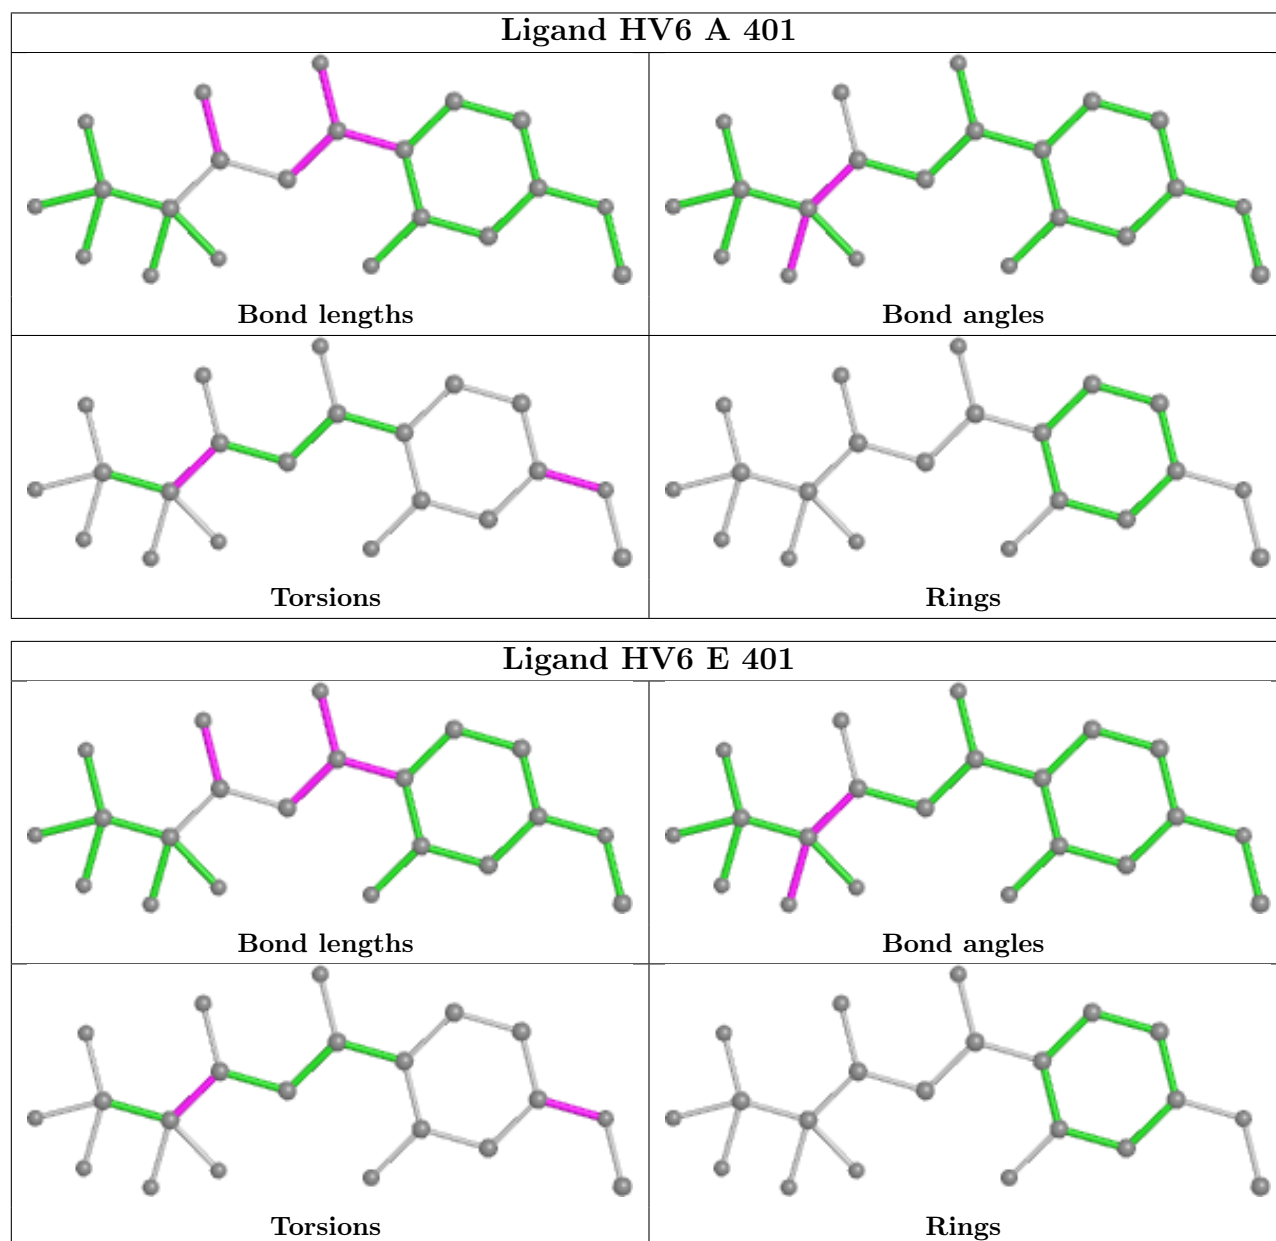 Ligand HV6 A 401
Bond lengths
Bond angles
Torsions
Rings
Ligand HV6 E 401
Bond lengths
Bond angles
Torsions
Rings